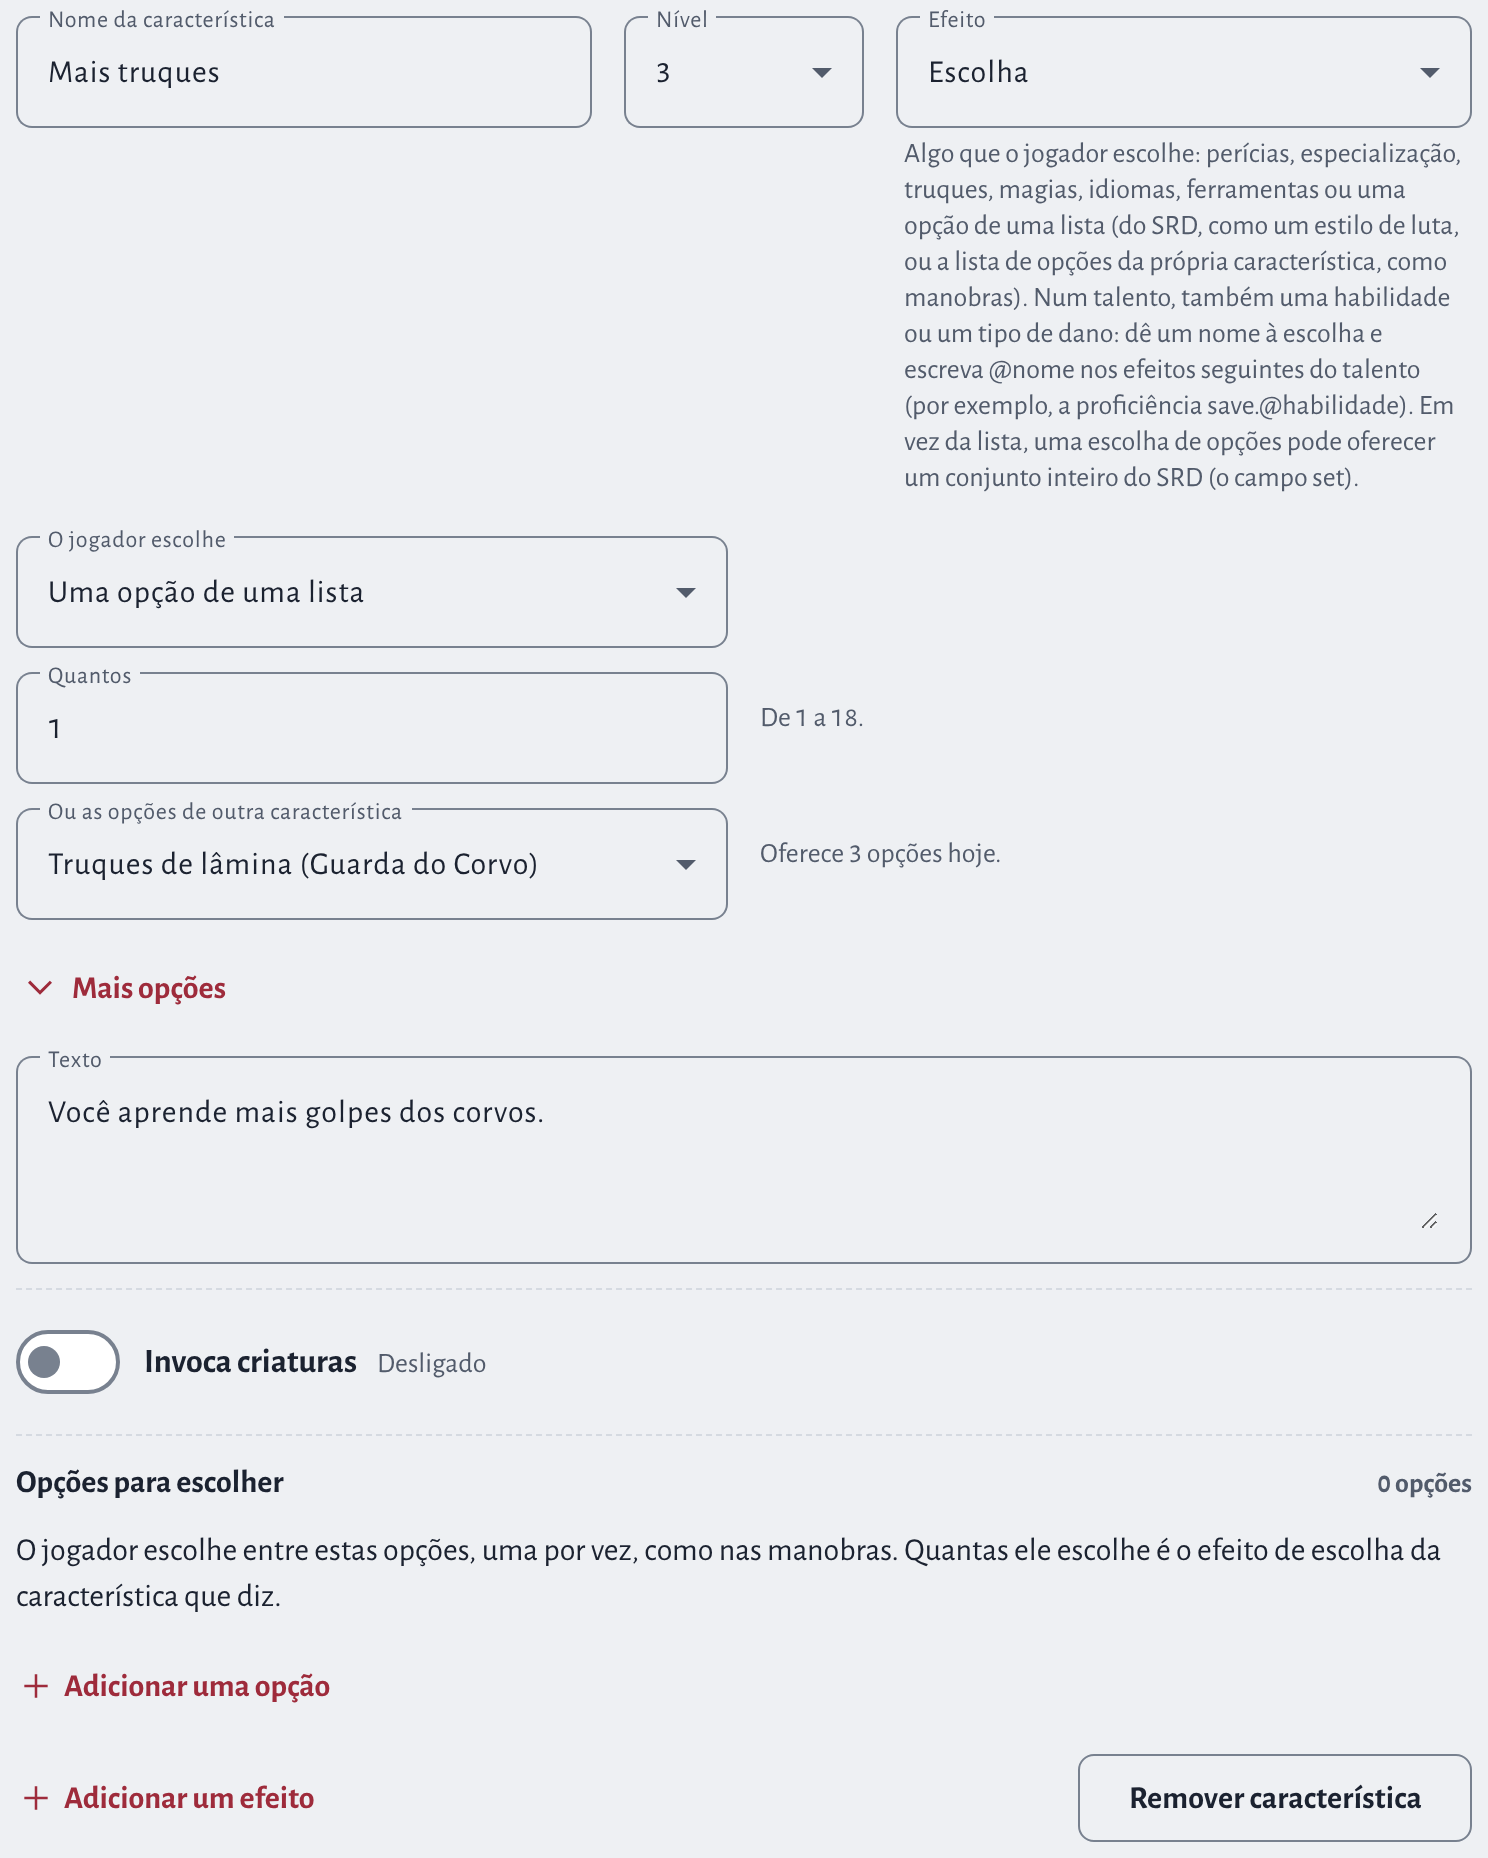 Nome da característica
Mais truques
Nível
3
Efeito
Escolha
Algo que o jogador escolhe: perícias, especialização,
truques, magias, idiomas, ferramentas ou uma
opção de uma lista (do SRD, como um estilo de luta,
ou a lista de opções da própria característica, como
manobras). Num talento, também uma habilidade
ou um tipo de dano: dê um nome à escolha e
escreva @nome nos efeitos seguintes do talento
(por exemplo, a proficiência save.@habilidade). Em
vez da lista, uma escolha de opções pode oferecer
um conjunto inteiro do SRD (o campo set).
O jogador escolhe
Uma opção de uma lista
Quantos
1
De 1 a 18.
Ou as opções de outra característica
Truques de lâmina (Guarda do Corvo)
Oferece 3 opções hoje.
Mais opções
Texto
Você aprende mais golpes dos corvos.
Invoca criaturas Desligado
Opções para escolher
0 opções
O jogador escolhe entre estas opções, uma por vez, como nas manobras. Quantas ele escolhe é o efeito de escolha da
característica que diz.
Adicionar uma opção
Adicionar um efeito
Remover característica